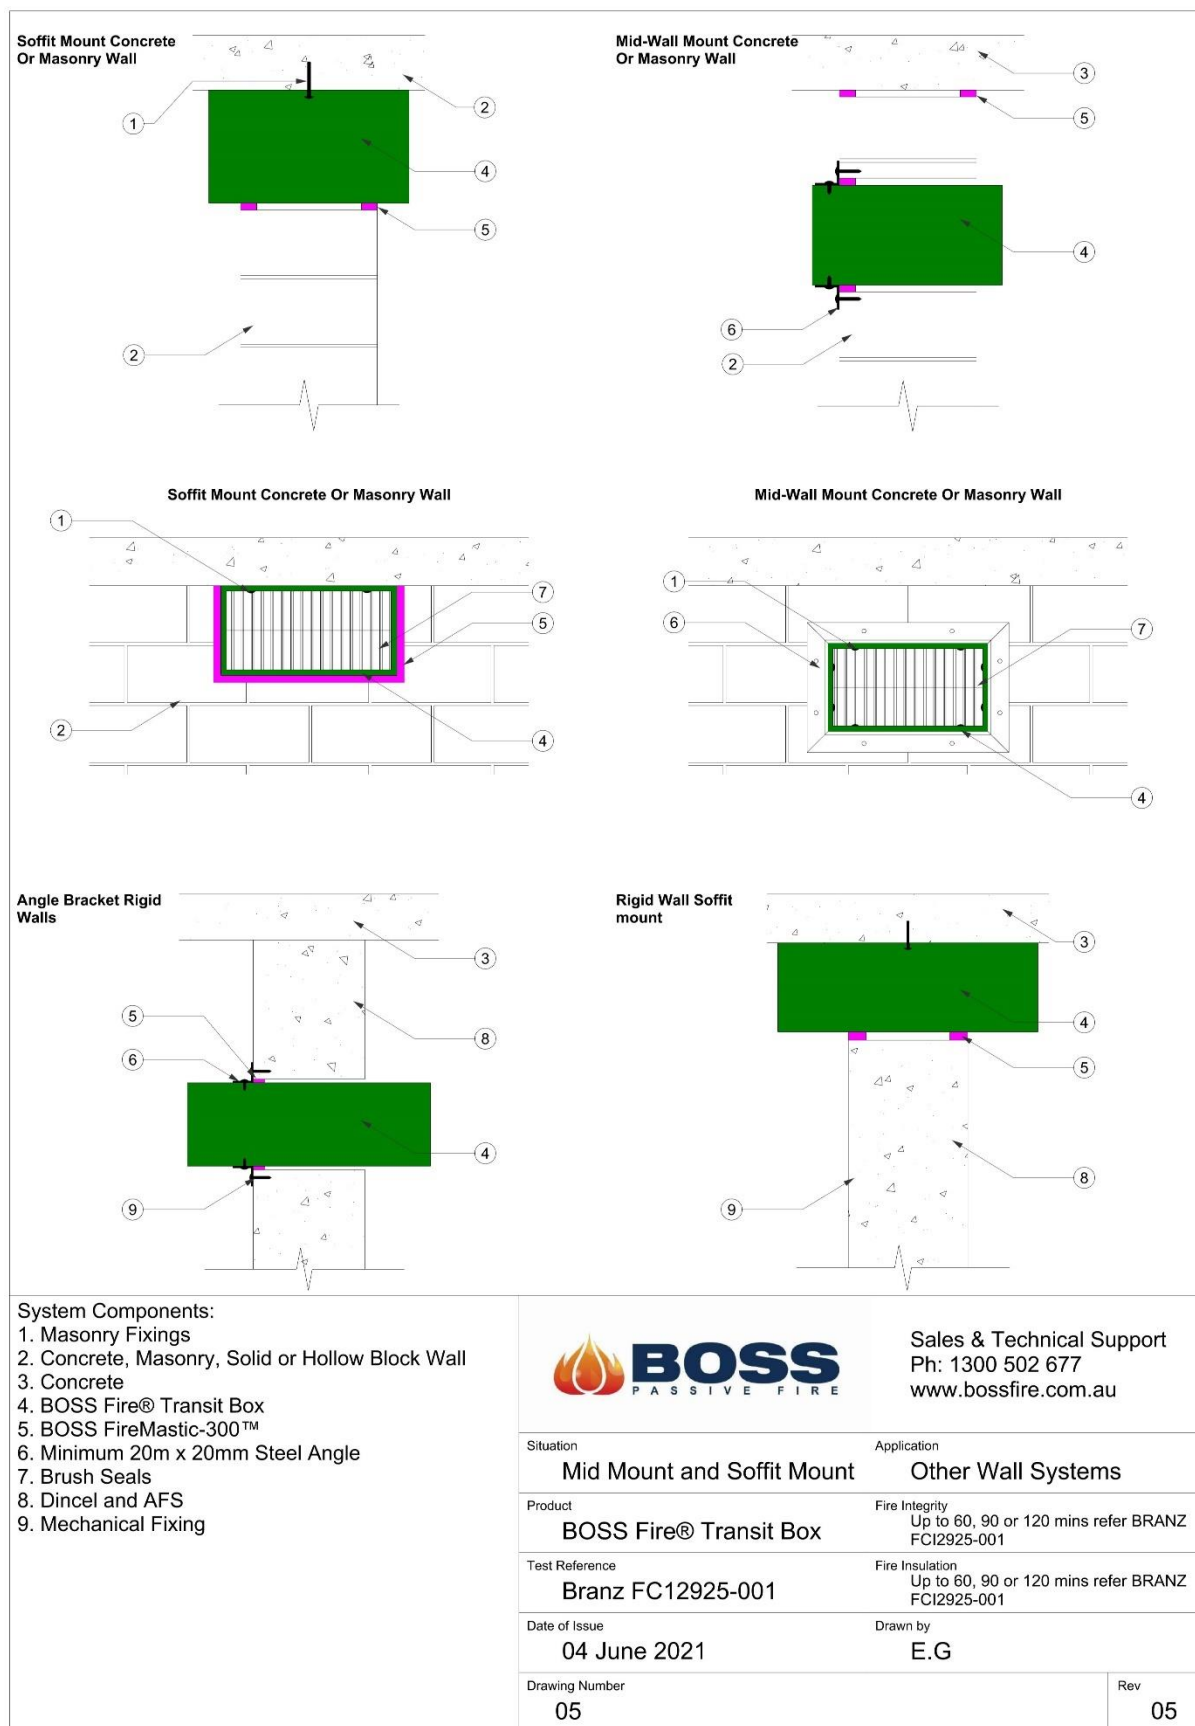 Soffit Mount Concrete
Or Masonry Wall
1
2
4
5
2
Mid-Wall Mount Concrete
Or Masonry Wall
3
5
4
6
2
Soffit Mount Concrete Or Masonry Wall
1
7
5
2
4
Mid-Wall Mount Concrete Or Masonry Wall
1
6
7
4
Angle Bracket Rigid
Walls
3
5
8
6
4
9
Rigid Wall Soffit
mount
3
4
5
8
9
System Components:
1. Masonry Fixings
2. Concrete, Masonry, Solid or Hollow Block Wall
3. Concrete
4. BOSS Fire® Transit Box
5. BOSS FireMastic-300™
6. Minimum 20m x 20mm Steel Angle
7. Brush Seals
8. Dincel and AFS
9. Mechanical Fixing
BOSS
PASSIVE FIRE
Sales & Technical Support
Ph: 1300 502 677
www.bossfire.com.au
Situation
Mid Mount and Soffit Mount
Application
Other Wall Systems
Product
BOSS Fire® Transit Box
Fire Integrity
Up to 60, 90 or 120 mins refer BRANZ
FCI2925-001
Test Reference
Branz FC12925-001
Fire Insulation
Up to 60, 90 or 120 mins refer BRANZ
FCI2925-001
Date of Issue
04 June 2021
Drawn by
E.G
Drawing Number
05
Rev
05